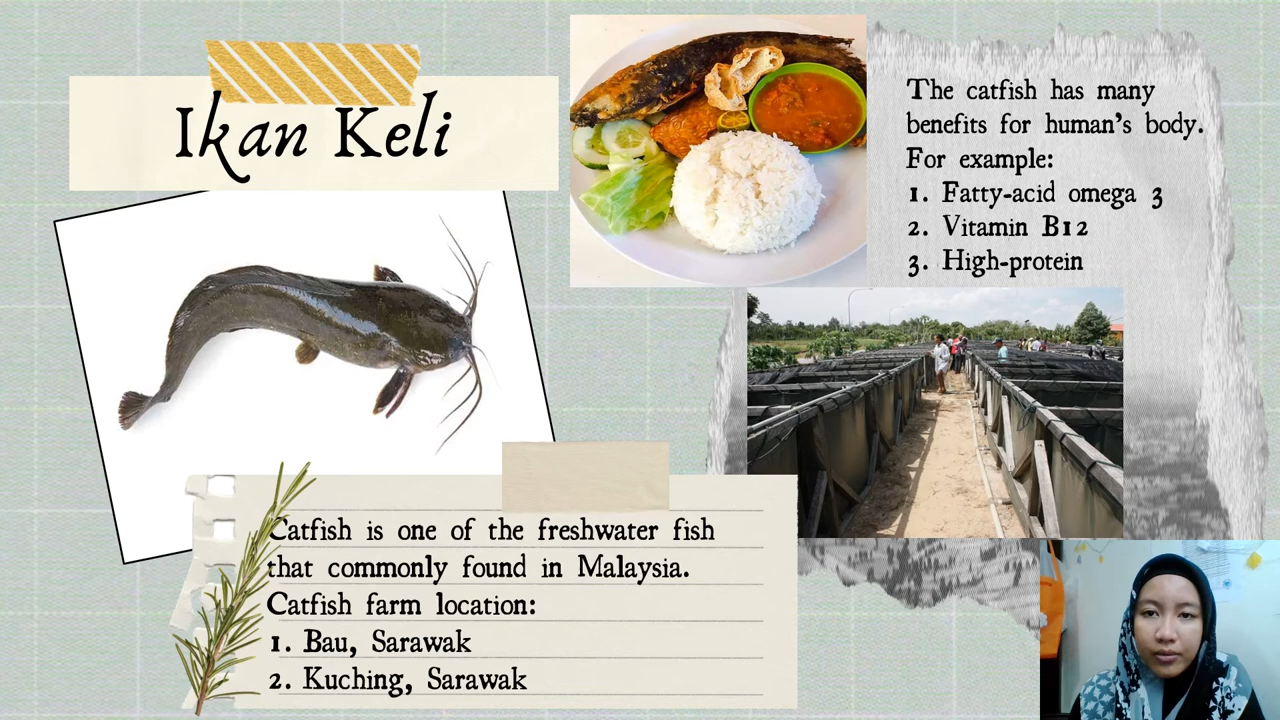 Ikan Keli
The catfish has many
benefits for human's body.
For example:
1. Fatty-acid omega 3
2. Vitamin B12
3. High-protein
Catfish is one of the freshwater fish
that commonly found in Malaysia.
Catfish farm location:
1. Bau, Sarawak
2. Kuching, Sarawak